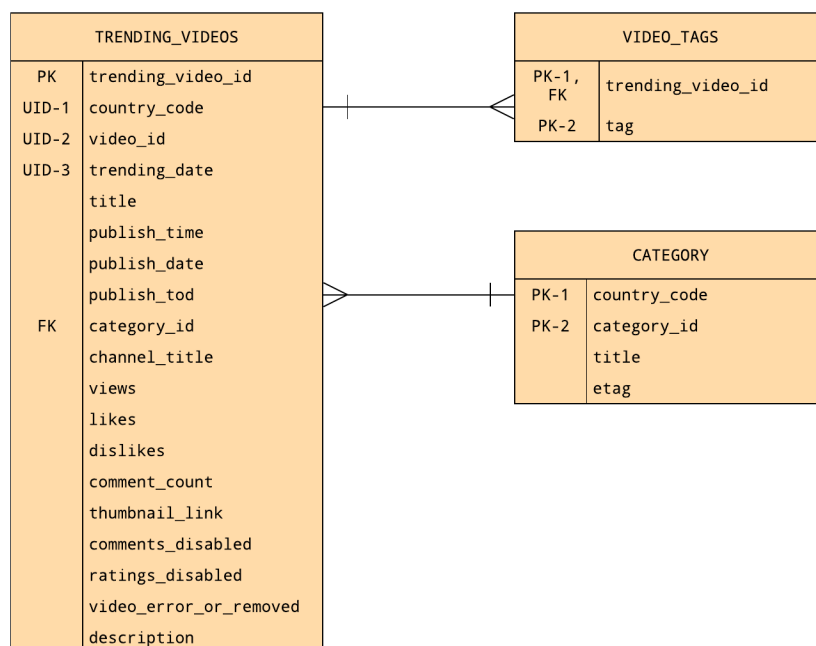 TRENDING_VIDEOS
PK trending_video_id
UID-1 country_code
UID-2 video_id
UID-3 trending_date
title
publish_time
publish_date
publish_tod
FK category_id
channel_title
views
likes
dislikes
comment_count
thumbnail_link
comments_disabled
ratings_disabled
video_error_or_removed
description
VIDEO_TAGS
PK-1,
FK
trending_video_id
PK-2 tag
CATEGORY
PK-1 country_code
PK-2 category_id
title
etag